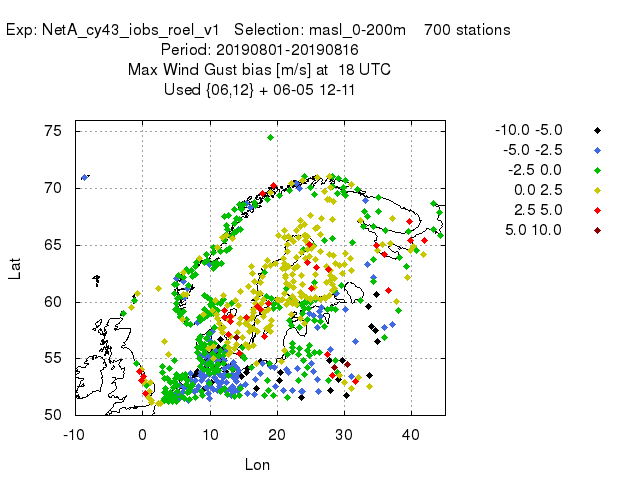 Exp: NetA_cy43_iobs_roel_v1   Selection: masl_0-200m    700 stations
Period: 20190801-20190816
Max Wind Gust bias [m/s] at  18 UTC
Used {06,12} + 06-05 12-11
75
70
65
60
55
50
Lat
-10 0 10 20 30 40
Lon
-10.0 -5.0
-5.0 -2.5
-2.5 0.0
0.0 2.5
2.5 5.0
5.0 10.0